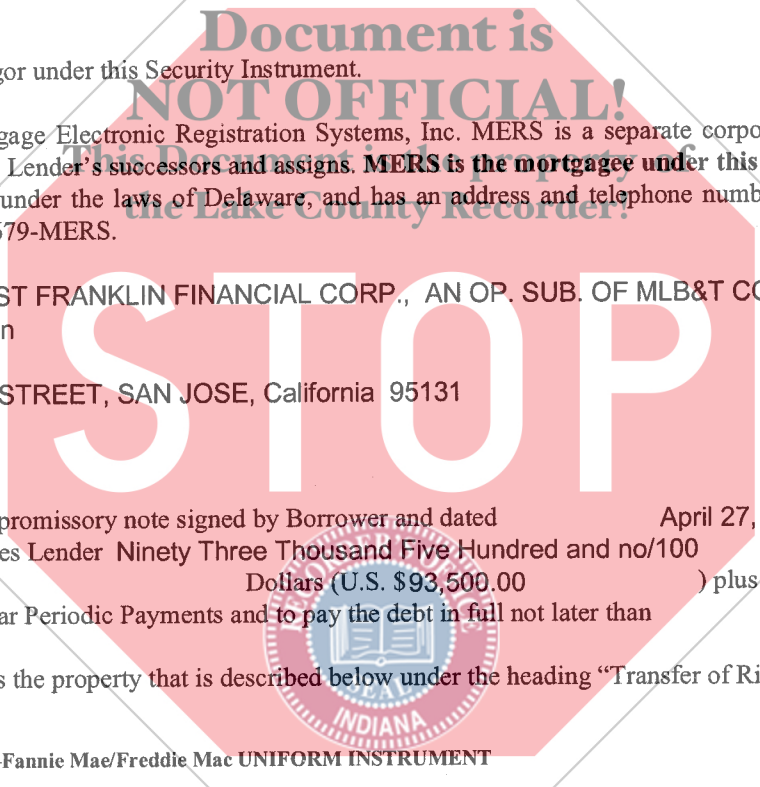 Document is
gor under this Security Instrument.
NOT OFFICIAL!
gage Electronic Registration Systems, Inc. MERS is a separate corpo
This Document is the property of
Lender's successors and assigns. MERS is the mortgagee under this
under the laws of Delaware, and has an address and telephone numb
the Lake County Recorder!
579-MERS.
ST FRANKLIN FINANCIAL CORP., AN OP. SUB. OF MLB&T CO
n
STREET, SAN JOSE, California 95131
STOP
promissory note signed by Borrower and dated April 27,
es Lender Ninety Three Thousand Five Hundred and no/100
Dollars (U.S. $93,500.00 ) plus
ar Periodic Payments and to pay the debt in full not later than
s the property that is described below under the heading “Transfer of Ri
SEAL
INDIANA
-Fannie Mae/Freddie Mac UNIFORM INSTRUMENT